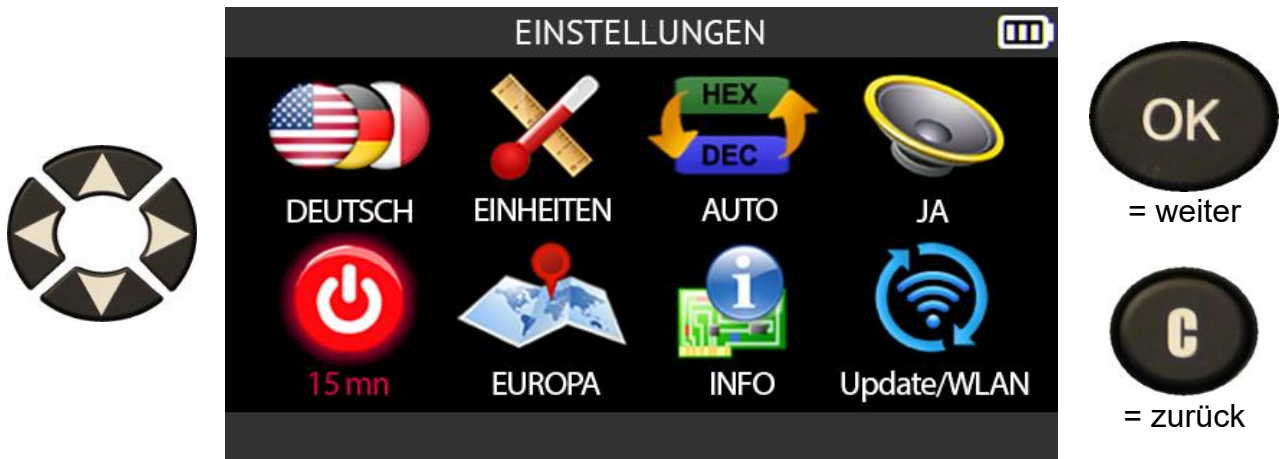 EINSTELLUNGEN
HEX
DEC
DEUTSCH EINHEITEN AUTO JA
15 mn EUROPA INFO Update/WLAN
OK
= weiter
C
= zurück